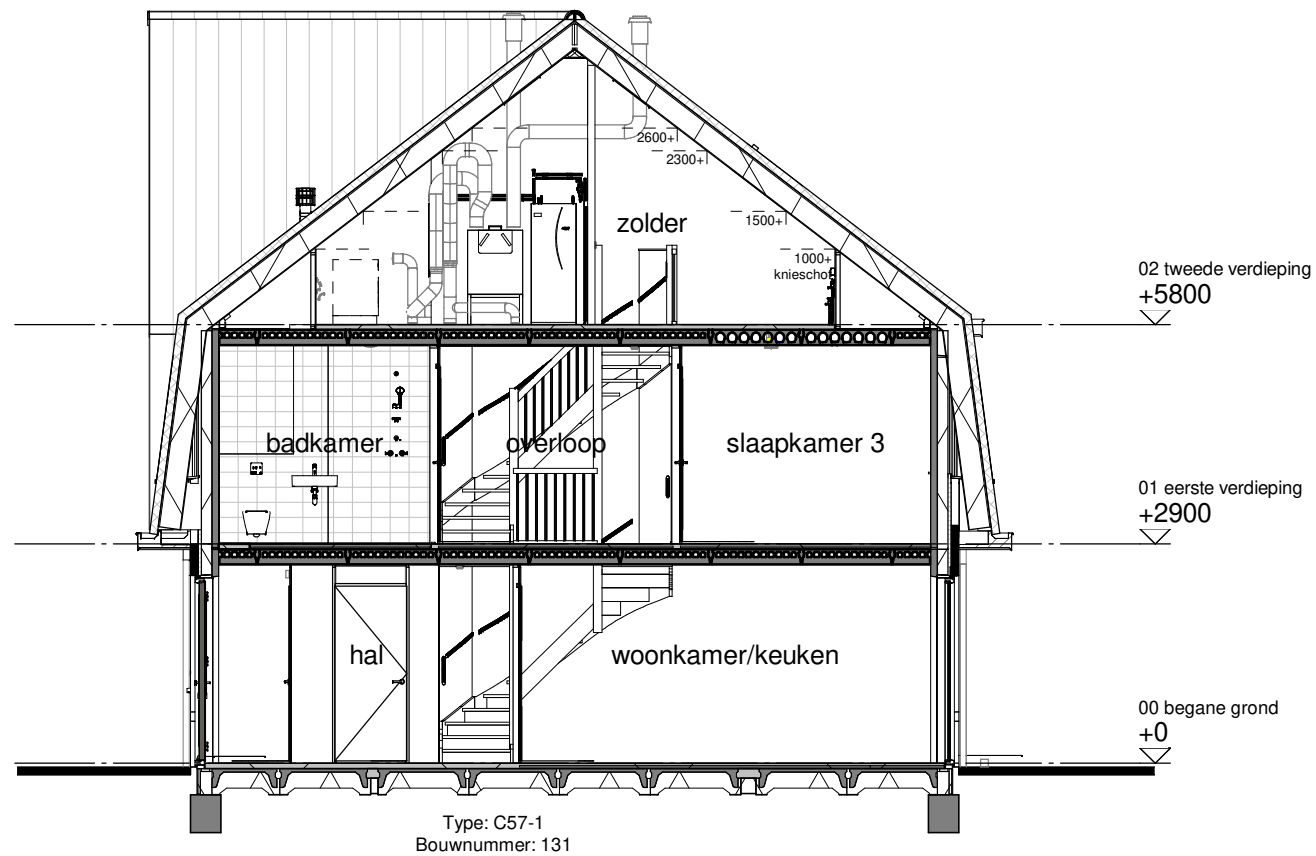 2600+
2300+
zolder
1500+
1000+
knieschot
02 tweede verdieping
+5800
badkamer
overloop
slaapkamer 3
01 eerste verdieping
+2900
hal
woonkamer/keuken
00 begane grond
+0
Type: C57-1
Bouwnummer: 131